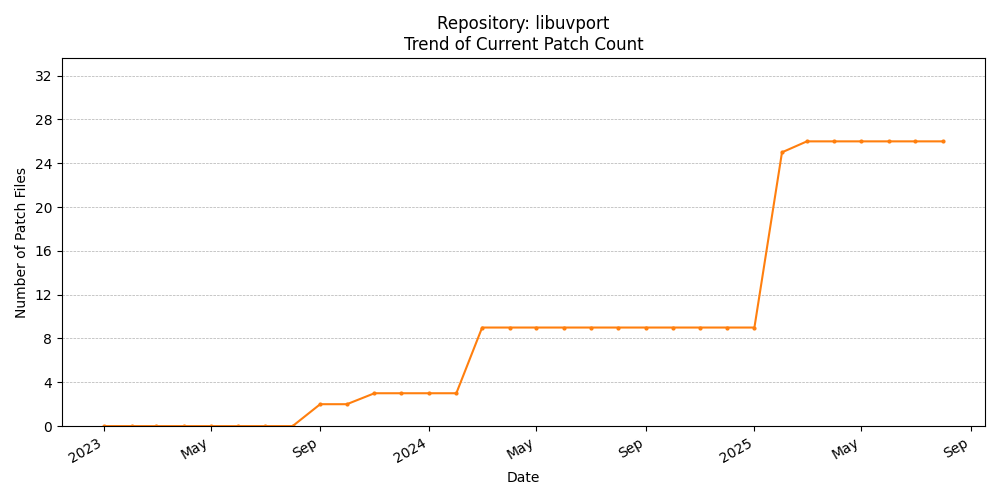 Repository: libuvport
Trend of Current Patch Count
Number of Patch Files
32
28
24
20
16
12
8
4
0
2023
May
Sep
2024
May
Sep
2025
May
Sep
Date